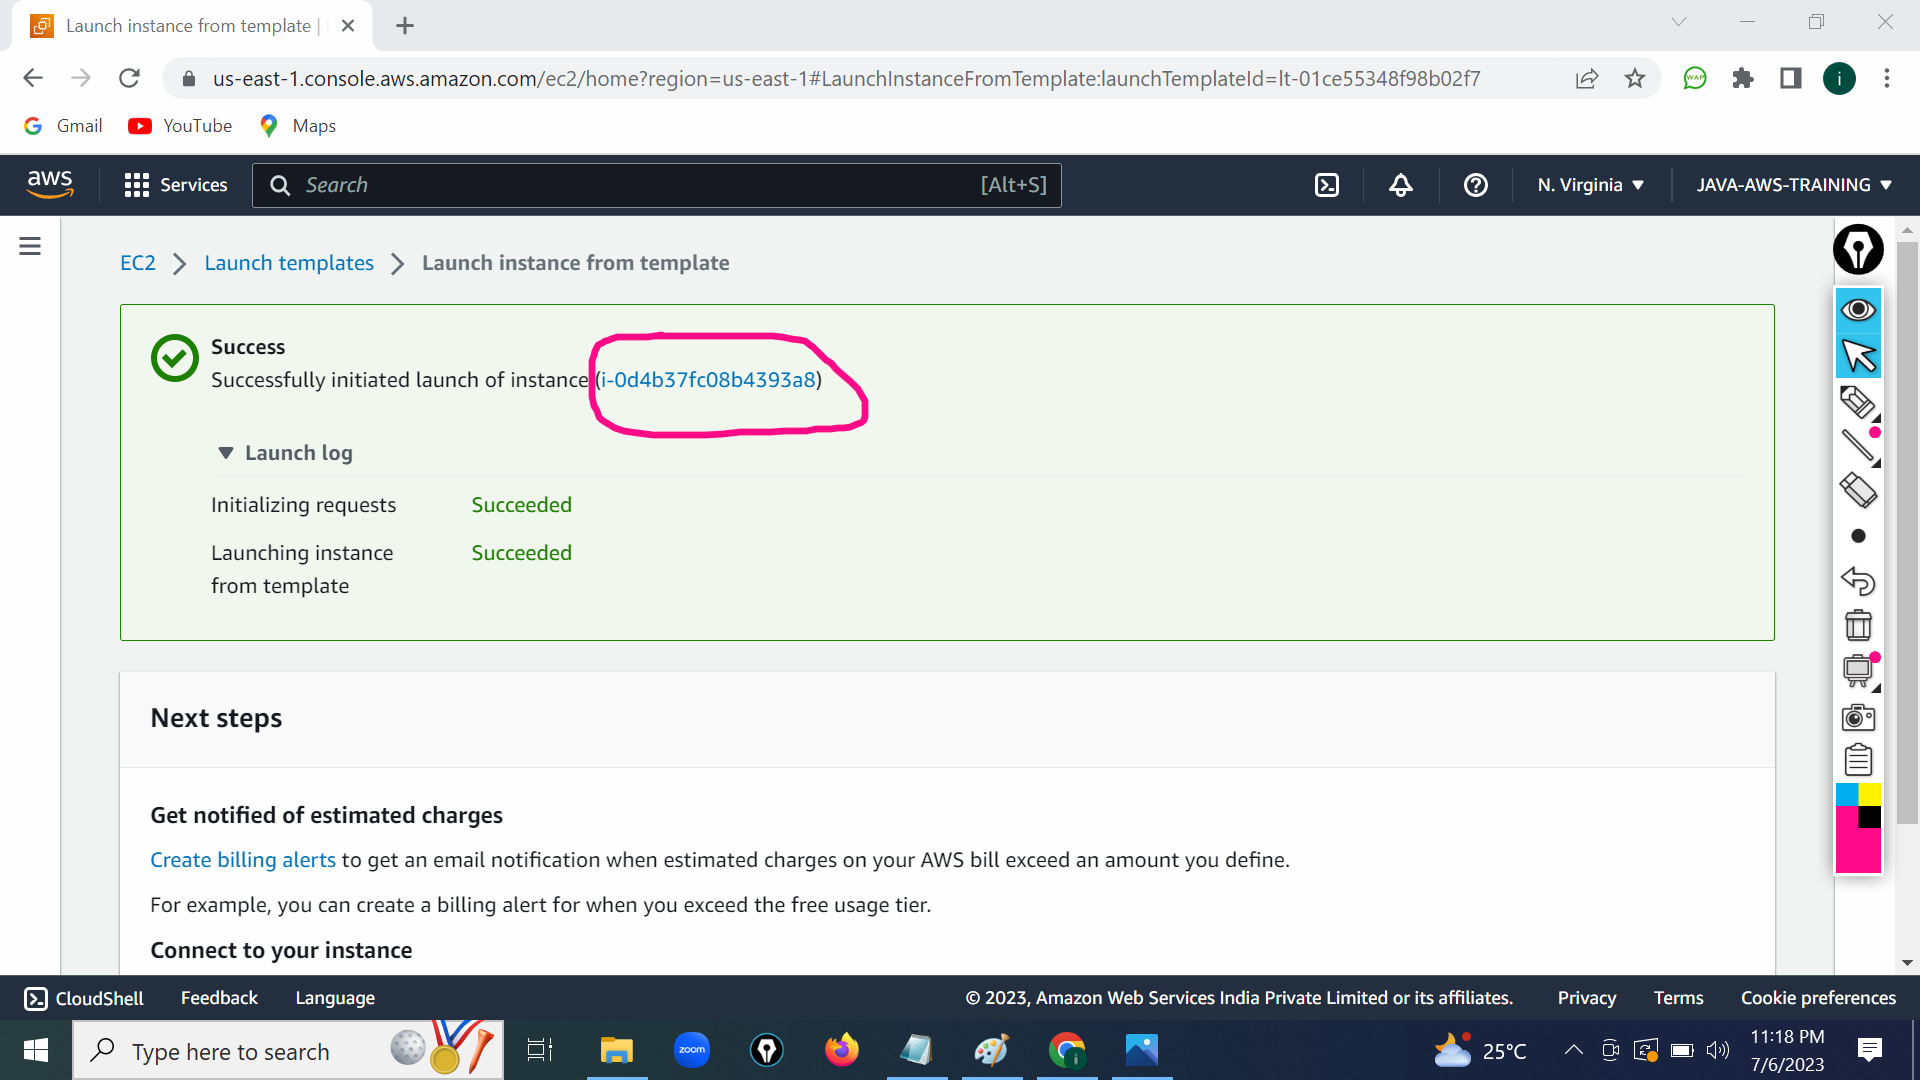 Launch instance from template |
us-east-1.console.aws.amazon.com/ec2/home?region=us-east-1#LaunchInstanceFromTemplate:launchTemplateId=lt-01ce55348f98b02f7
WAP
i
Gmail YouTube Maps
aws Services Search [Alt+S] N. Virginia JAVA-AWS-TRAINING
EC2 Launch templates Launch instance from template
Success
Successfully initiated launch of instance (i-0d4b37fc08b4393a8)
Launch log
Initializing requests Succeeded
Launching instance Succeeded
from template
Next steps
Get notified of estimated charges
Create billing alerts to get an email notification when estimated charges on your AWS bill exceed an amount you define.
For example, you can create a billing alert for when you exceed the free usage tier.
Connect to your instance
CloudShell Feedback Language © 2023, Amazon Web Services India Private Limited or its affiliates. Privacy Terms Cookie preferences
Type here to search zoom i 25°C 11:18 PM
7/6/2023